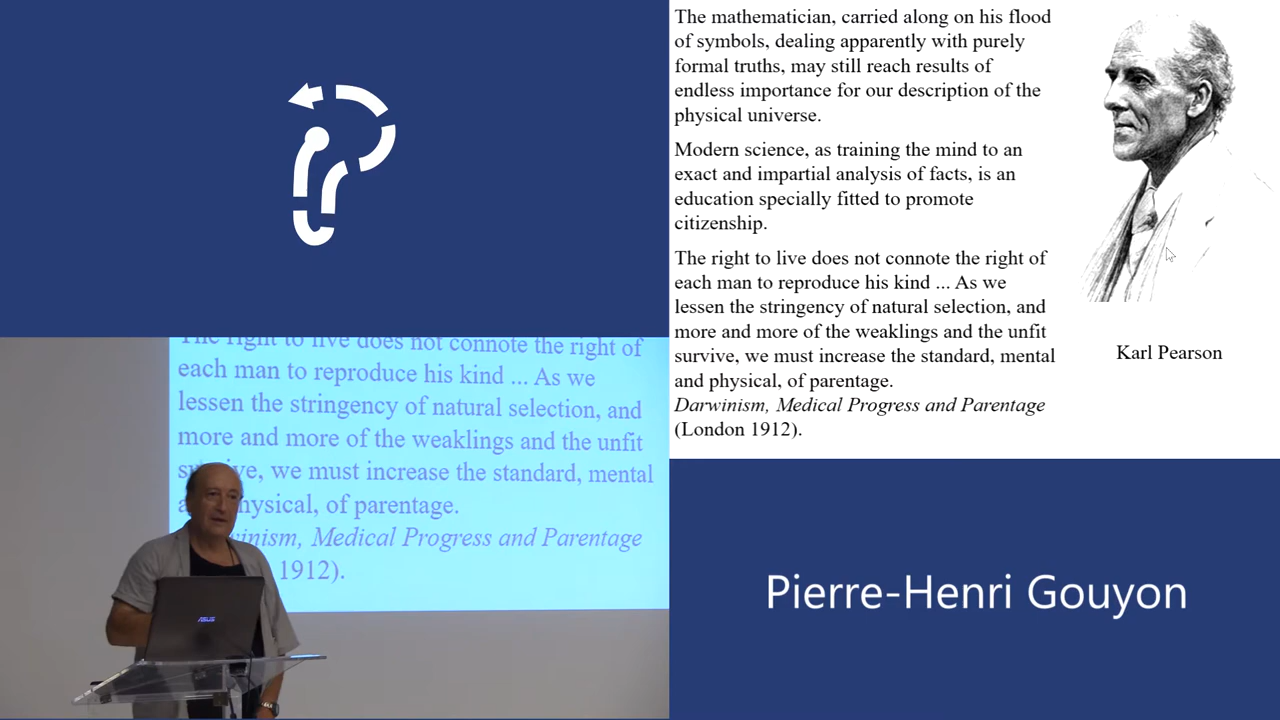 The mathematician, carried along on his flood
of symbols, dealing apparently with purely
formal truths, may still reach results of
endless importance for our description of the
physical universe.
Modern science, as training the mind to an
exact and impartial analysis of facts, is an
education specially fitted to promote
citizenship.
The right to live does not connote the right of
each man to reproduce his kind ... As we
lessen the stringency of natural selection, and
more and more of the weaklings and the unfit
survive, we must increase the standard, mental
and physical, of parentage.
Darwinism, Medical Progress and Parentage
(London 1912).
Karl Pearson
The right to live does not connote the right of
each man to reproduce his kind ... As we
lessen the stringency of natural selection, and
more and more of the weaklings and the unfit
survive, we must increase the standard, mental
physical, of parentage.
Medical Progress and Parentage
1912).
ASUS
Pierre-Henri Gouyon